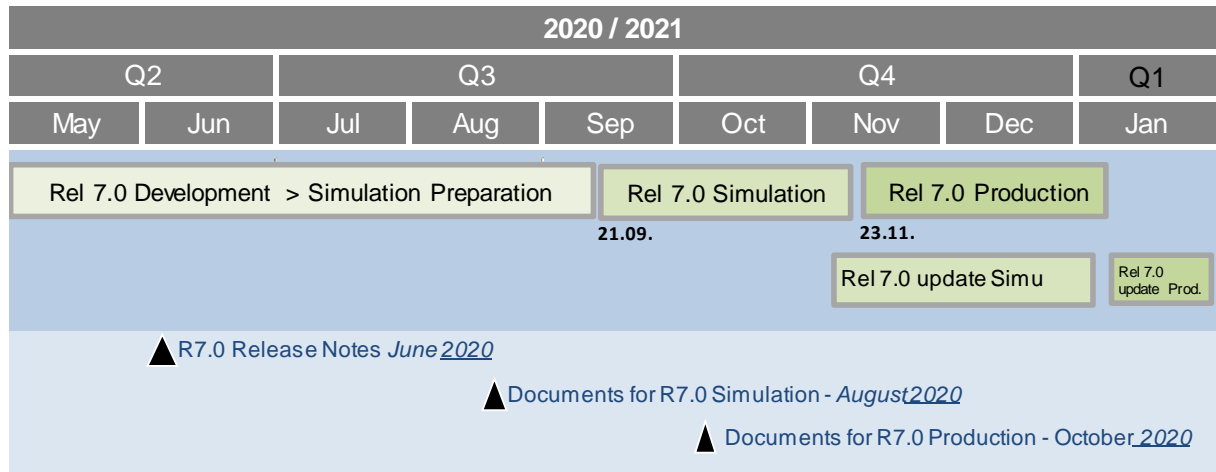 2020 / 2021
Q2 Q3 Q4 Q1
May Jun Jul Aug Sep Oct Nov Dec Jan
Rel 7.0 Development > Simulation Preparation Rel 7.0 Simulation Rel 7.0 Production
21.09. 23.11.
Rel 7.0 update Simu
Rel 7.0
update Prod.
R7.0 Release Notes June 2020
Documents for R7.0 Simulation - August 2020
Documents for R7.0 Production - October 2020